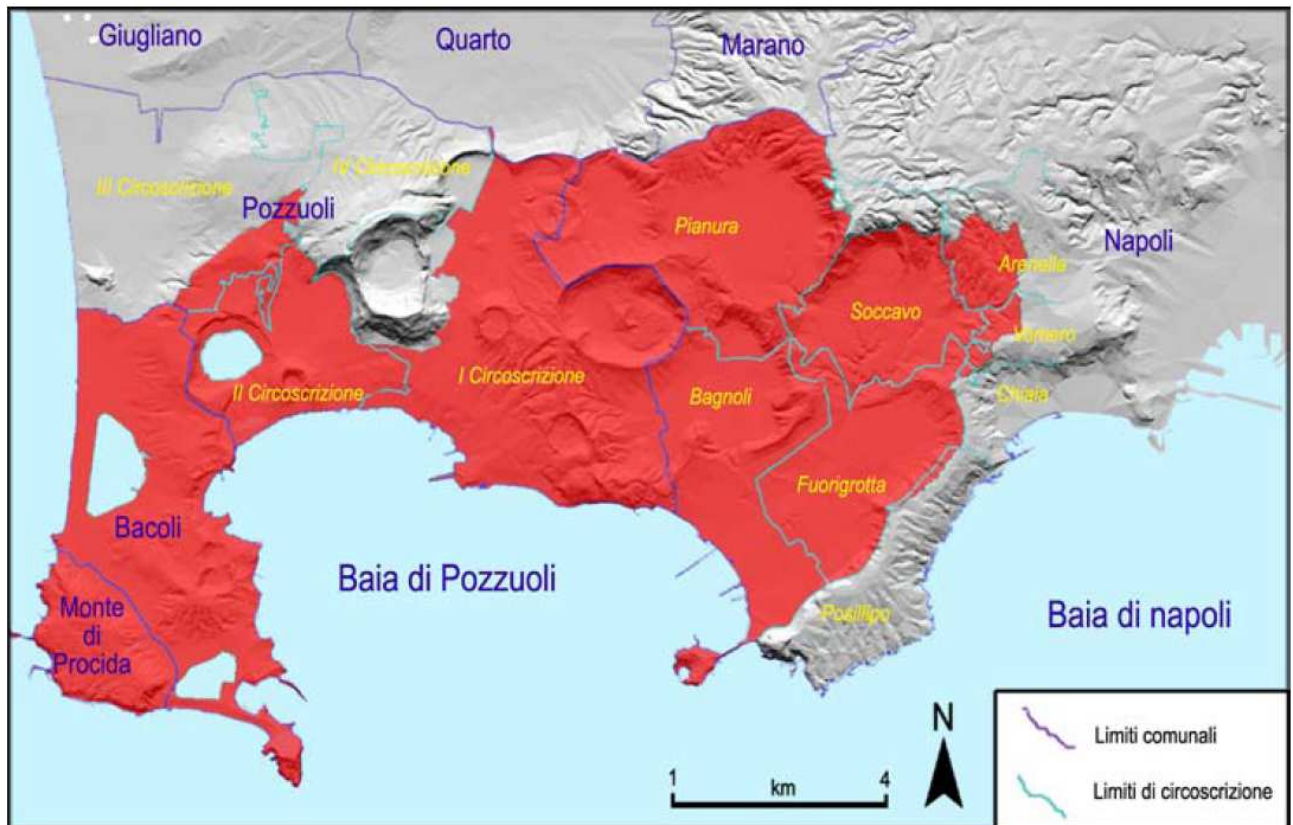 Giugliano
Quarto
Marano
III Circoscrizione
IV Circoscrizione
Pozzuoli
Pianura
Napoli
Arenella
Soccavo
Vomero
II Circoscrizione
I Circoscrizione
Bagnoli
Chiaia
Fuorigrotta
Bacoli
Baia di Pozzuoli
Monte
di
Procida
Posillipo
Baia di napoli
N
1
4
km
Limiti comunali
Limiti di circoscrizione